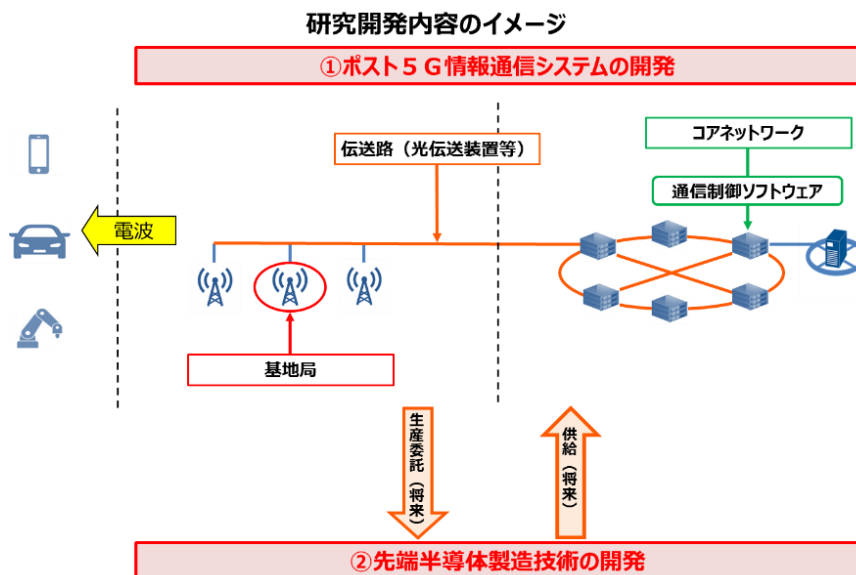 研究開発内容のイメージ
①ポスト５Ｇ情報通信システムの開発
コアネットワーク
伝送路（光伝送装置等）
通信制御ソフトウェア
電波
基地局
生産委託（将来）
供給（将来）
②先端半導体製造技術の開発